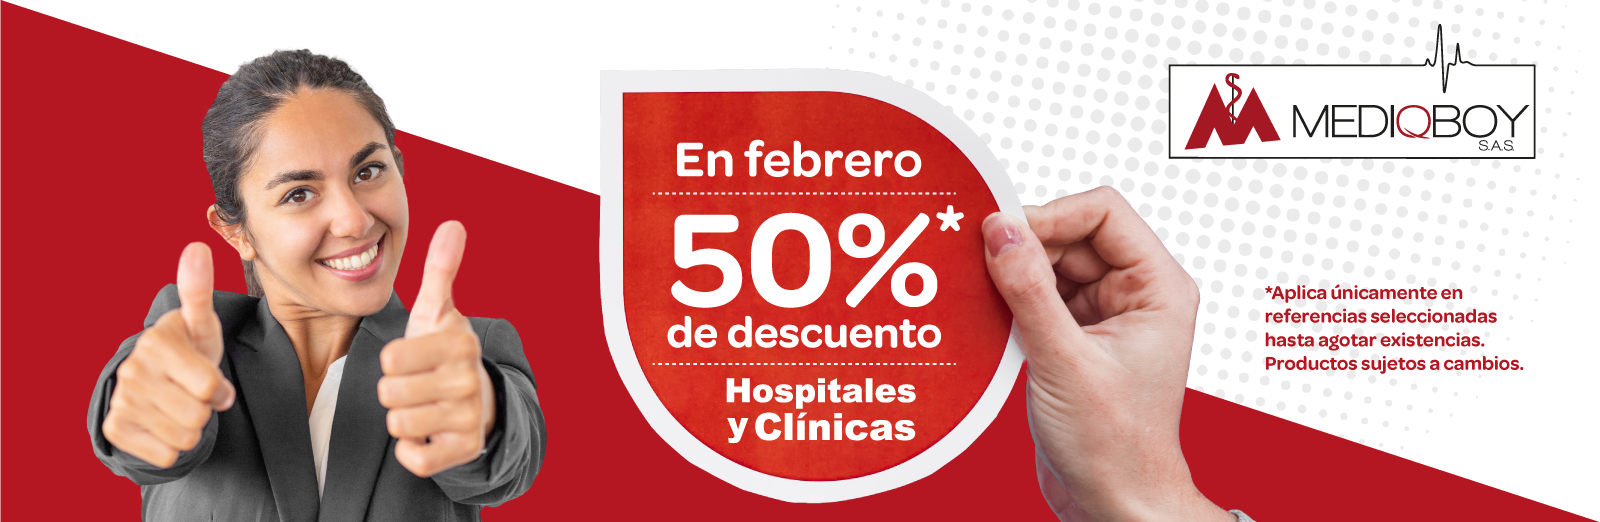 En febrero
50%*
de descuento
Hospitales
y Clínicas
MEDIQBOY
S.A.S.
*Aplica únicamente en
referencias seleccionadas
hasta agotar existencias.
Productos sujetos a cambios.